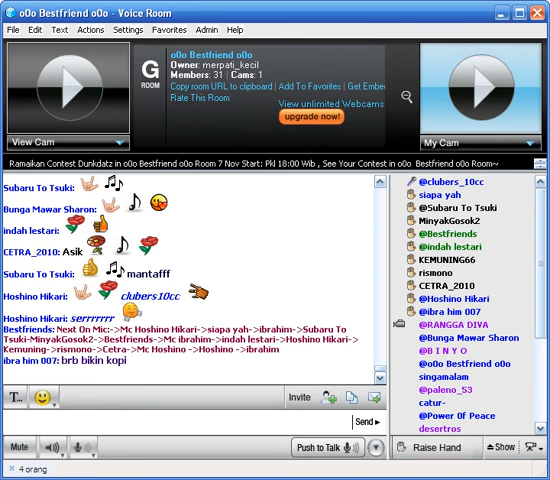 o0o Bestfriend o0o - Voice Room
File Edit Text Actions Settings Favorites Admin Help
G
ROOM
o0o Bestfriend o0o
Owner: merpati_kecil
Members: 31 | Cams: 1
Copy room URL to clipboard | Add To Favorites | Get Embe
Rate This Room
View unlimited Webcams
upgrade now!
View Cam
My Cam
Ramaikan Contest Dunkdatz in o0o Bestfriend o0o Room 7 Nov Start: Pkl 18:00 Wib , See Your Contest in o0o Bestfriend o0o Room~
Subaru To Tsuki:
Bunga Mawar Sharon:
indah lestari:
CETRA_2010: Asik
Subaru To Tsuki: mantafff
Hoshino Hikari: clubers10cc
Hoshino Hikari: serrrrrrr
Bestfriends: Next On Mic:->Mc Hoshino Hikari->siapa yah->ibrahim->Subaru To
Tsuki-MinyakGosok2->Bestfriends->Mc ibrahim->indah lestari->Hoshino Hikari->
Kemuning->rismono->Cetra->Mc Hoshino ->Hoshino ->ibrahim
ibra him 007: brb bikin kopi
@clubers_10cc
siapa yah
@Subaru To Tsuki
MinyakGosok2
@Bestfriends
@indah lestari
KEMUNING66
rismono
CETRA_2010
@Hoshino Hikari
@ibra him 007
@RANGGA DIVA
@Bunga Mawar Sharon
@B I N Y O
@o0o Bestfriend o0o
singamalam
@paleno_53
catur-
@Power 0f Peace
desertros
T...
Invite
Send
Mute
Push to Talk
Raise Hand
Show
4 orang